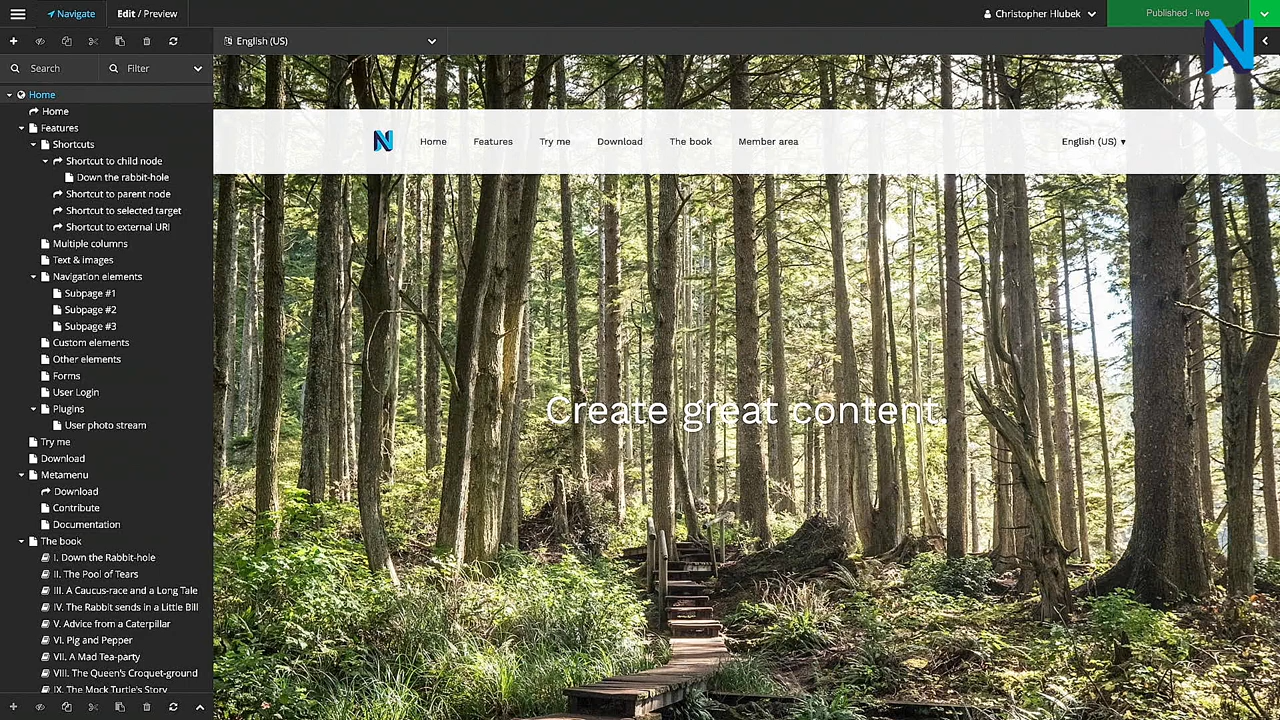 Navigate
Edit / Preview
Christopher Hlubek
Published - live
English (US)
Search
Filter
Home
Home
Features
Shortcuts
Shortcut to child node
Down the rabbit-hole
Shortcut to parent node
Shortcut to selected target
Shortcut to external URI
Multiple columns
Text & images
Navigation elements
Subpage #1
Subpage #2
Subpage #3
Custom elements
Other elements
Forms
User Login
Plugins
User photo stream
Try me
Download
Metamenu
Download
Contribute
Documentation
The book
I. Down the Rabbit-hole
II. The Pool of Tears
III. A Caucus-race and a Long Tale
IV. The Rabbit sends in a Little Bill
V. Advice from a Caterpillar
VI. Pig and Pepper
VII. A Mad Tea-party
VIII. The Queen's Croquet-ground
IX. The Mock Turtle's Story
Home Features Try me Download The book Member area English (US) ▾
Create great content.